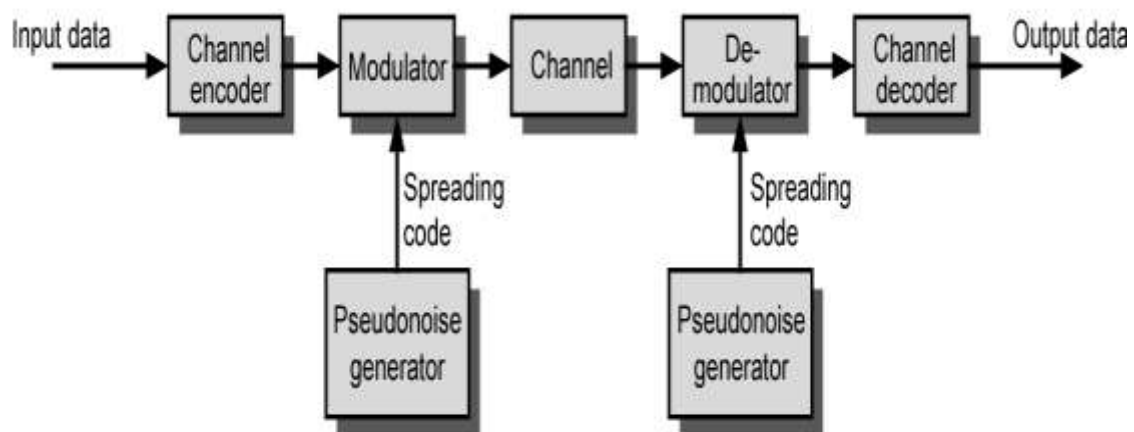 Input data
Channel
encoder
Modulator
Channel
De-
modulator
Channel
decoder
Output data
Spreading
code
Spreading
code
Pseudonoise
generator
Pseudonoise
generator